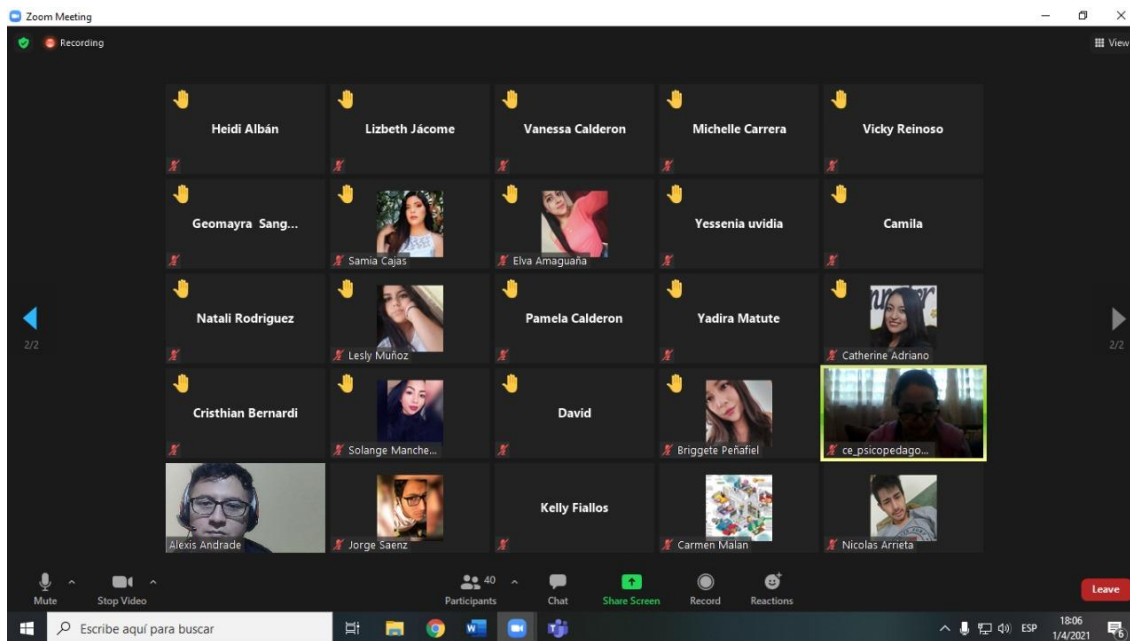 Zoom Meeting
Recording
View
Heidi Albán
Lizbeth Jácome
Vanessa Calderon
Michelle Carrera
Vicky Reinoso
Geomayra Sang...
Samia Cajas
Elva Amaguaña
Yessenia uvidia
Camila
Natali Rodriguez
Lesly Muñoz
Pamela Calderon
Yadira Matute
Catherine Adriano
Cristhian Bernardi
Solange Manche...
David
Briggete Peñafiel
ce_psicopedago...
Alexis Andrade
Jorge Saenz
Kelly Fiallos
Carmen Malan
Nicolas Arrieta
2/2
2/2
Mute
Stop Video
Participants
40
Chat
Share Screen
Record
Reactions
Leave
Escribe aquí para buscar
ESP
18:06
1/4/2021
6